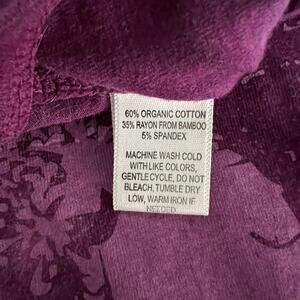 60% ORGANIC COTTON
35% RAYON FROM BAMBOO
5% SPANDEX
MACHINE WASH COLD
WITH LIKE COLORS,
GENTLE CYCLE, DO NOT
BLEACH, TUMBLE DRY
LOW, WARM IRON IF
NEEDED